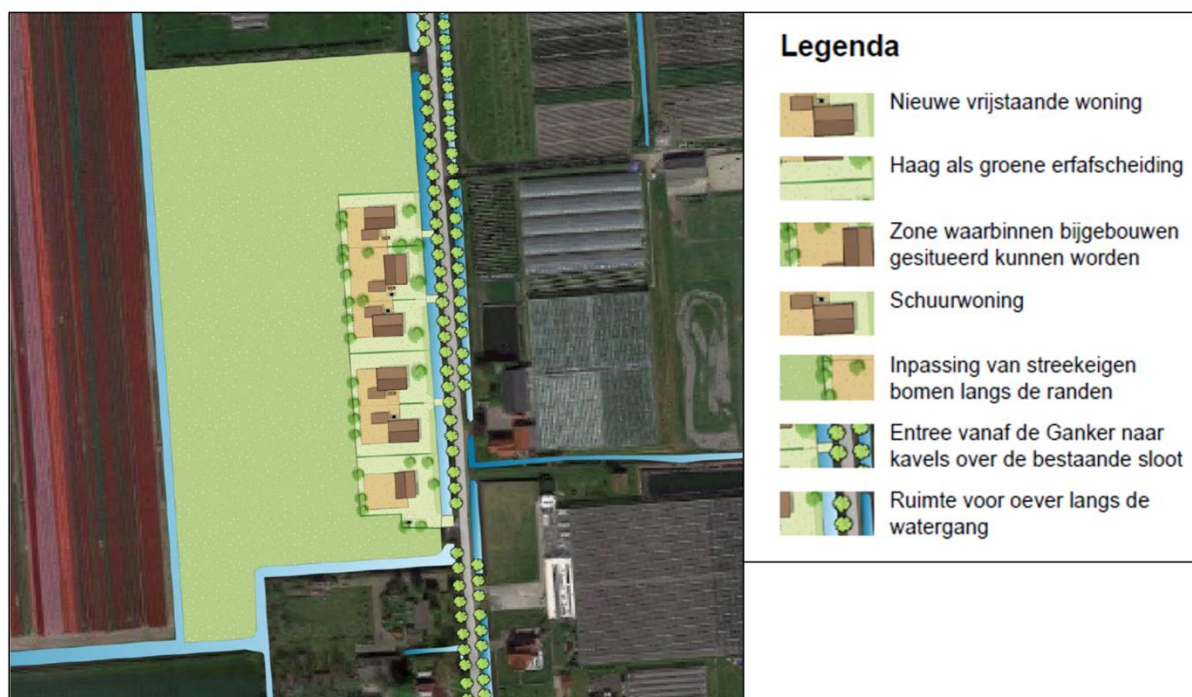 Legenda
Nieuwe vrijstaande woning
Haag als groene erfafscheiding
Zone waarbinnen bijgebouwen
gesitueerd kunnen worden
Schuurwoning
Inpassing van streekeigen
bomen langs de randen
Entree vanaf de Ganker naar
kavels over de bestaande sloot
Ruimte voor oever langs de
watergang